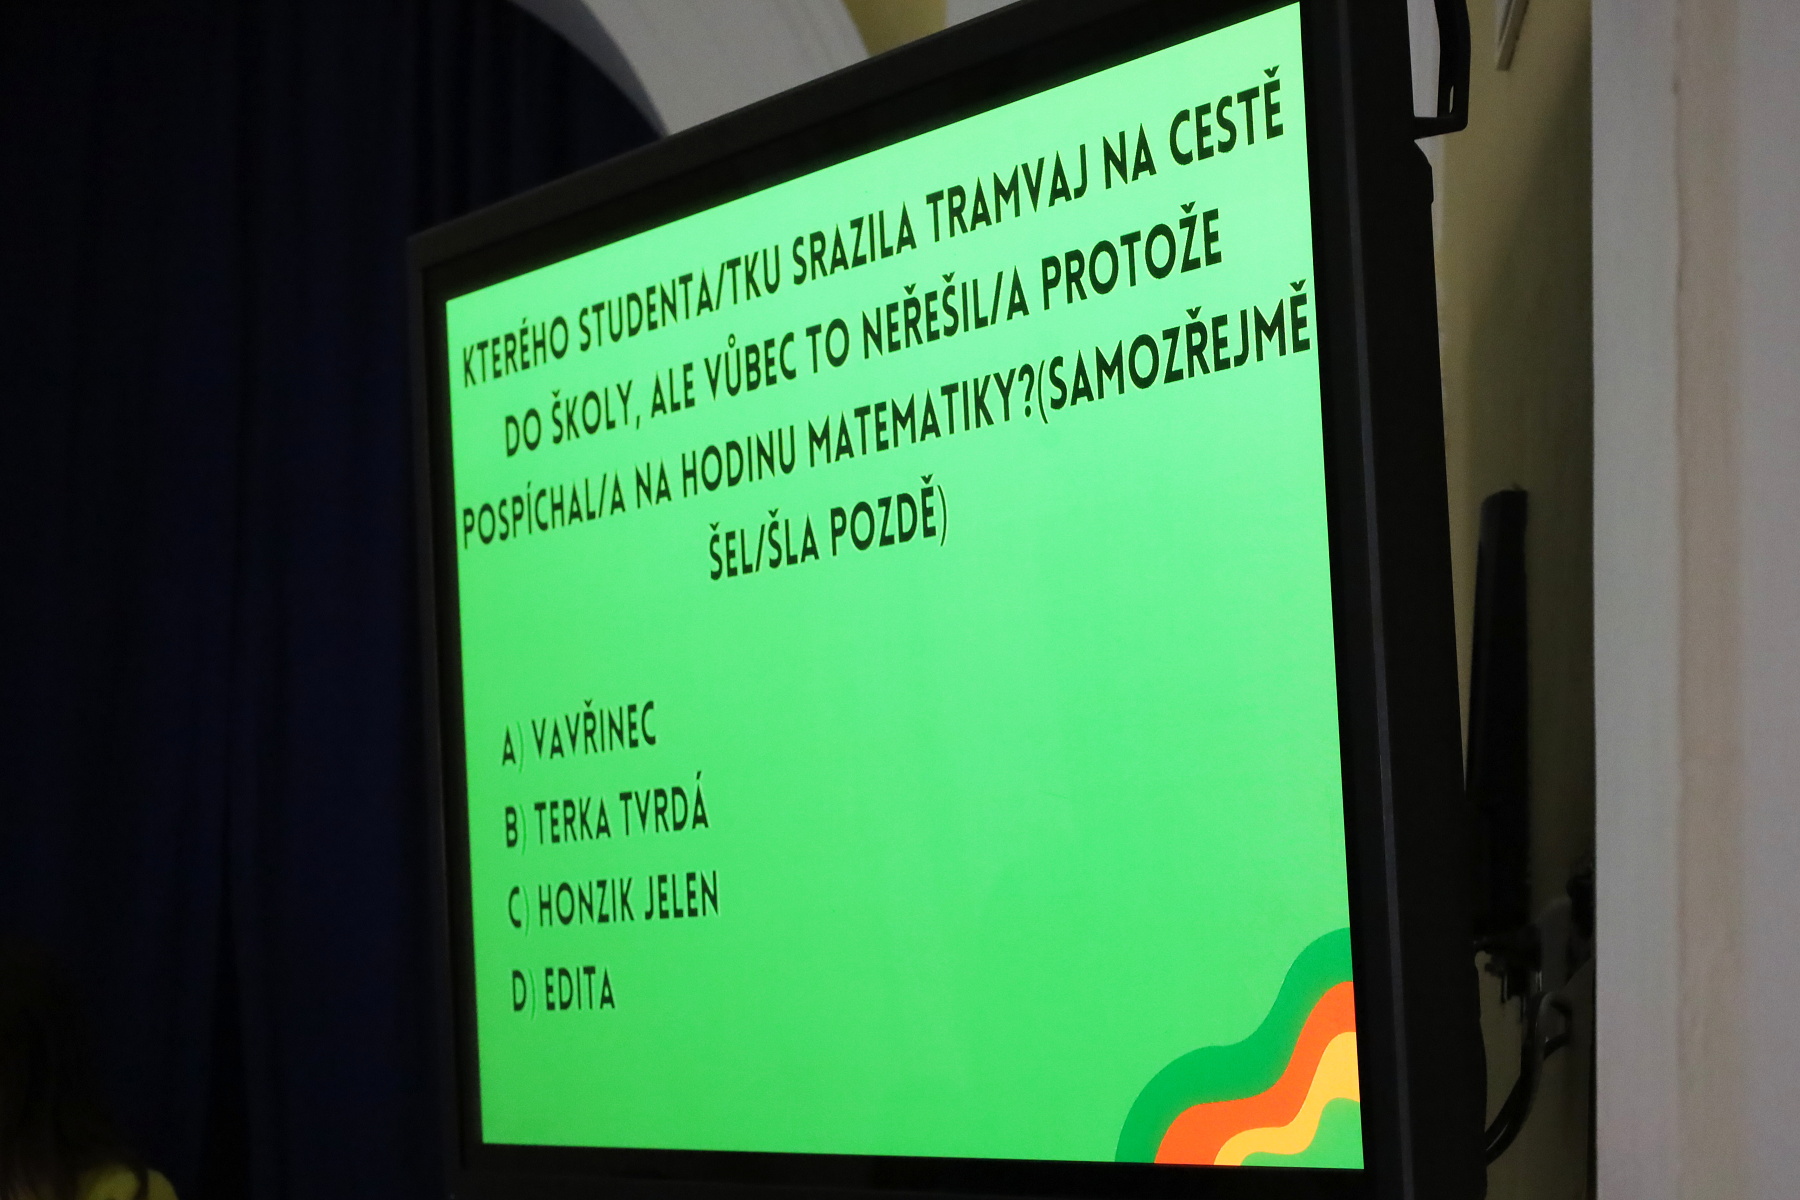 KTERÉHO STUDENTA/TKU SRAZILA TRAMVAJ NA CESTĚ
DO ŠKOLY, ALE VŮBEC TO NEŘEŠIL/A PROTOŽE
POSPÍCHAL/A NA HODINU MATEMATIKY?(SAMOZŘEJMĚ
ŠEL/ŠLA POZDĚ)
A) VAVŘINEC
B) TERKA TVRDÁ
C) HONZIK JELEN
D) EDITA